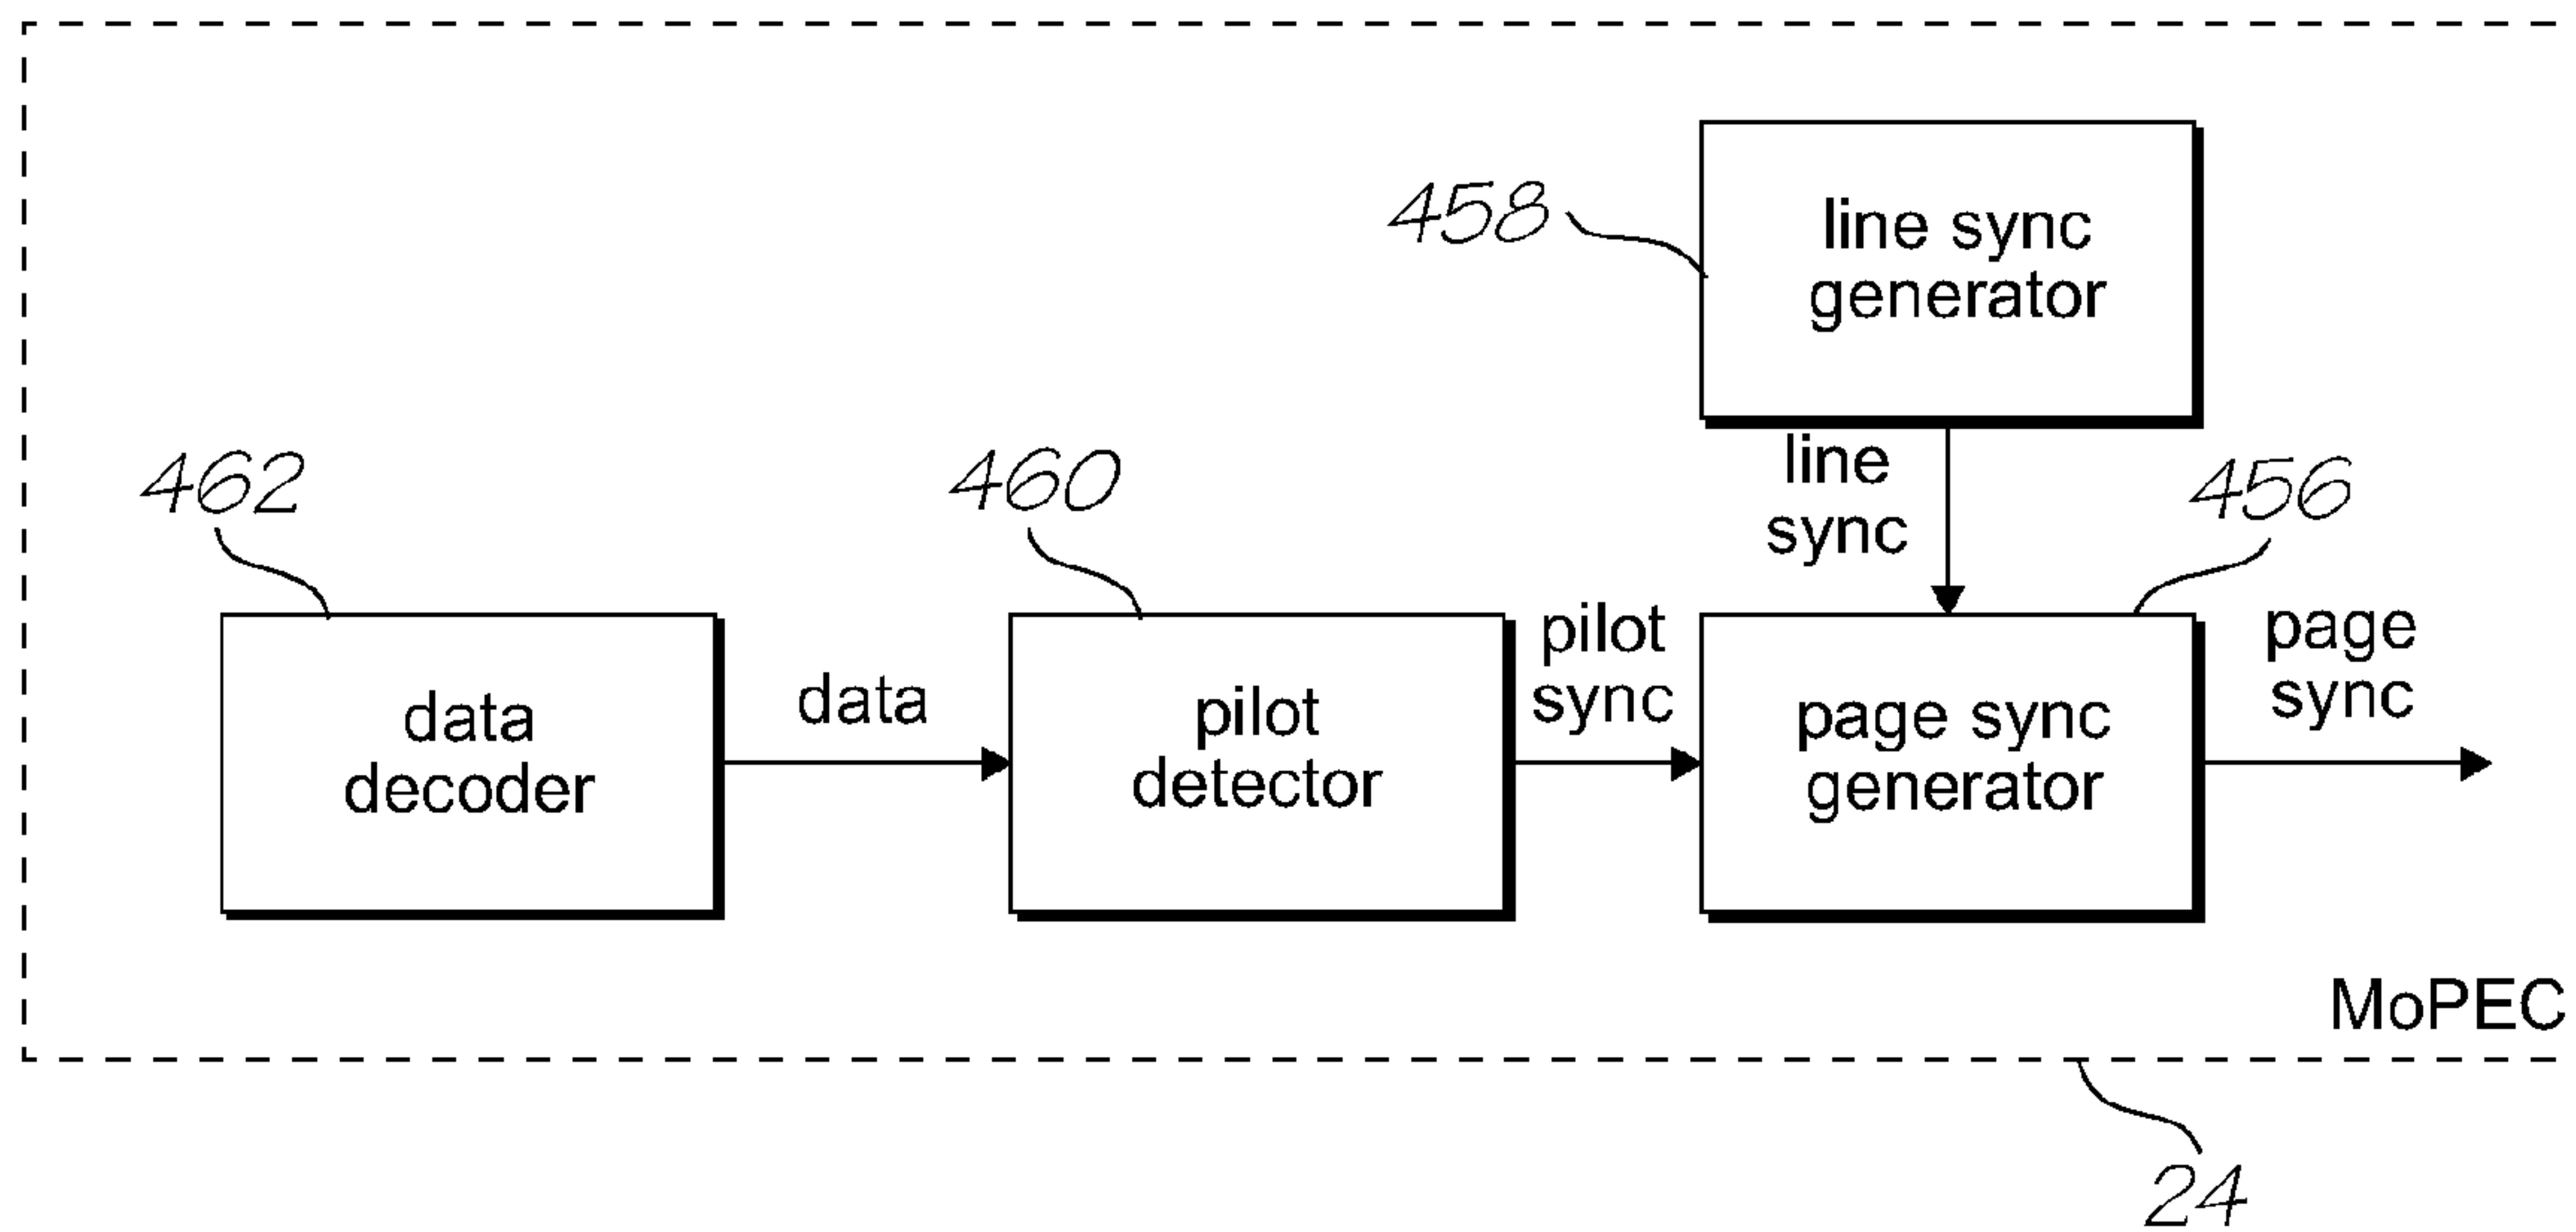 458
line sync
generator
line
sync
462
460
456
data
decoder
data
pilot
detector
pilot
sync
page sync
generator
page
sync
MoPEC
24